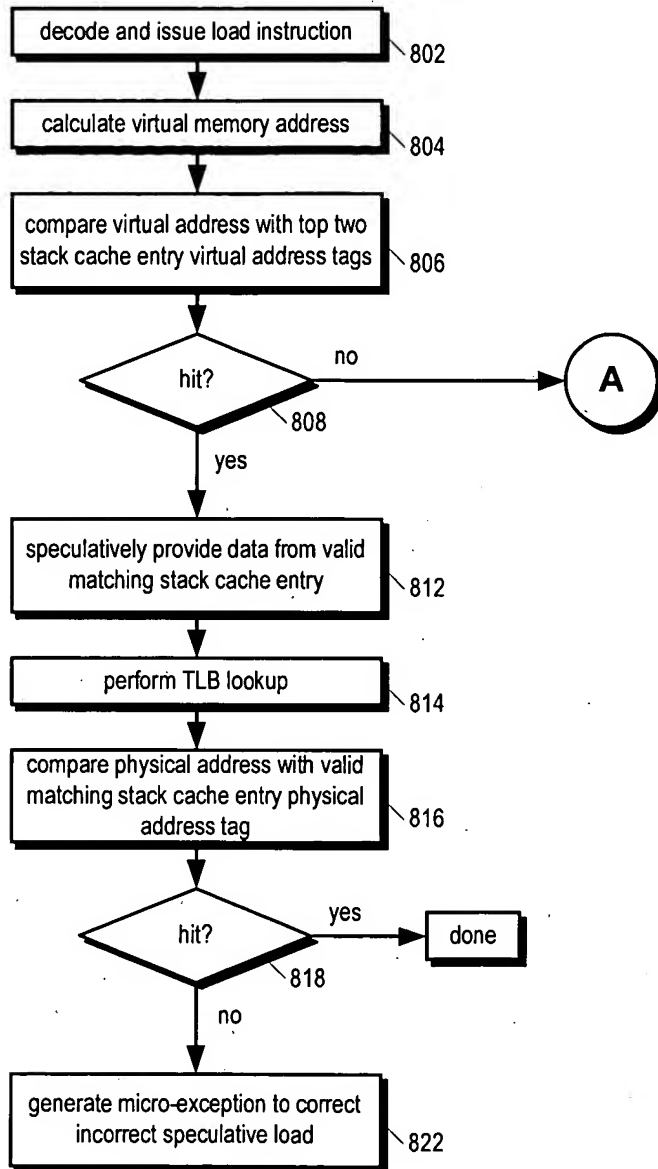 decode and issue load instruction
802
calculate virtual memory address
804
compare virtual address with top two
stack cache entry virtual address tags
806
hit?
no
A
808
yes
speculatively provide data from valid
matching stack cache entry
812
perform TLB lookup
814
compare physical address with valid
matching stack cache entry physical
address tag
816
hit?
yes
done
818
no
generate micro-exception to correct
incorrect speculative load
822